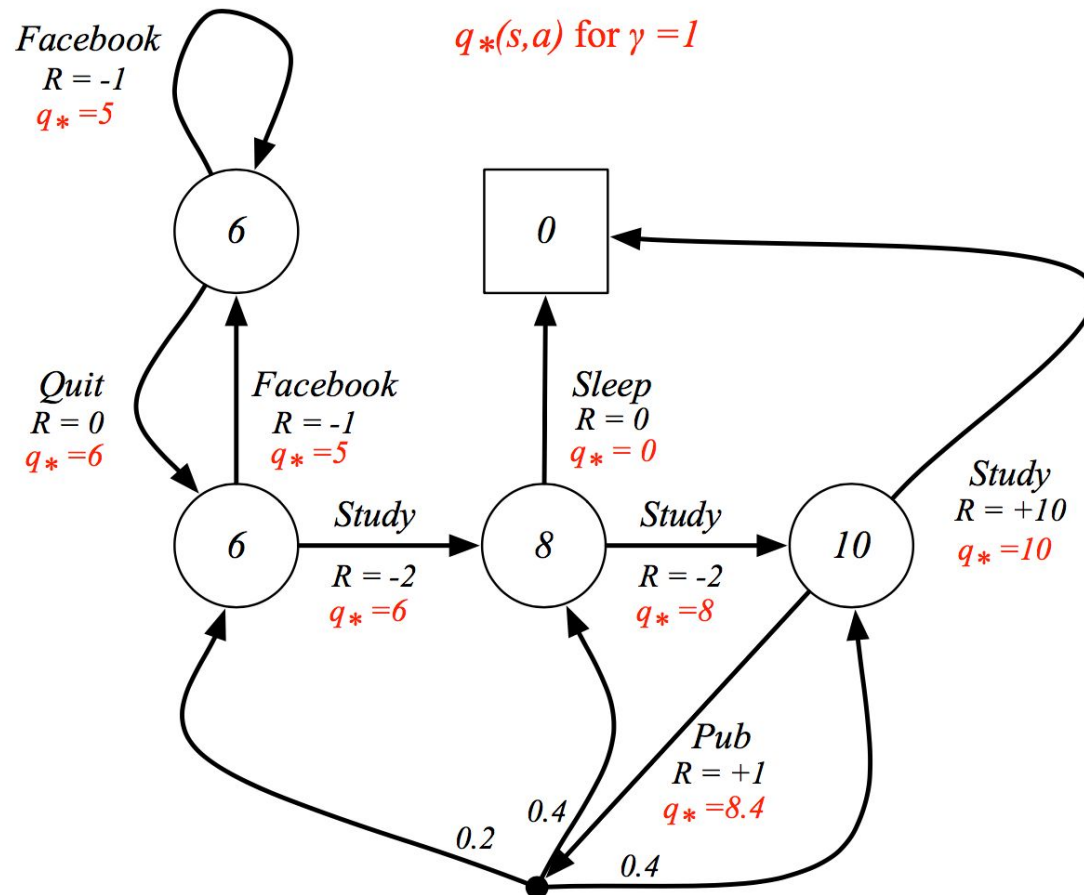 q*(s,a) for γ =1
Facebook
R = -1
q* =5
6
0
Quit
R = 0
q* =6
Facebook
R = -1
q* =5
Sleep
R = 0
q* = 0
6
Study
R = -2
q* =6
8
Study
R = -2
q* =8
10
Study
R = +10
q* =10
Pub
R = +1
q* =8.4
0.2
0.4
0.4